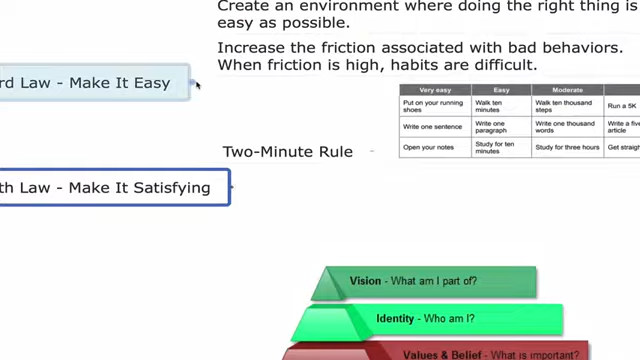 Create an environment where doing the right thing is
easy as possible.
Increase the friction associated with bad behaviors.
When friction is high, habits are difficult.
rd Law - Make It Easy
Very easy Easy Moderate
Put on your running shoes Walk ten minutes Walk ten thousand steps Run a 5K
Write one sentence Write one paragraph Write one thousand words Write a five article
Open your notes Study for ten minutes Study for three hours Get straigh
Two-Minute Rule
th Law - Make It Satisfying
Vision - What am I part of?
Identity - Who am I?
Values & Belief - What is important?